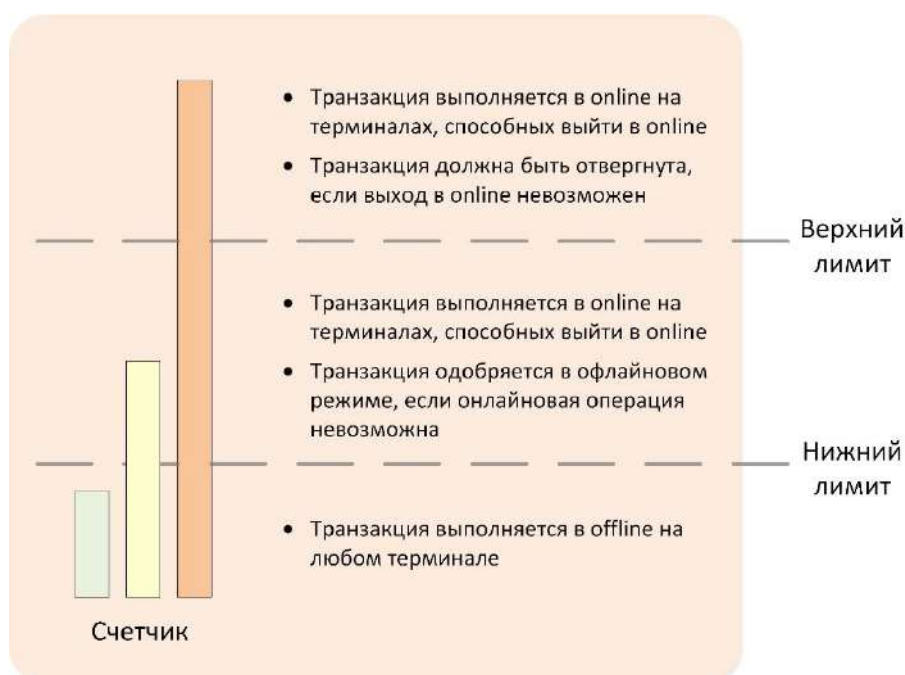 • Транзакция выполняется в online на
терминалах, способных выйти в online
• Транзакция должна быть отвергнута,
если выход в online невозможен
Верхний
лимит
• Транзакция выполняется в online на
терминалах, способных выйти в online
• Транзакция одобряется в офлайновом
режиме, если онлайновая операция
невозможна
Нижний
лимит
• Транзакция выполняется в offline на
любом терминале
Счетчик